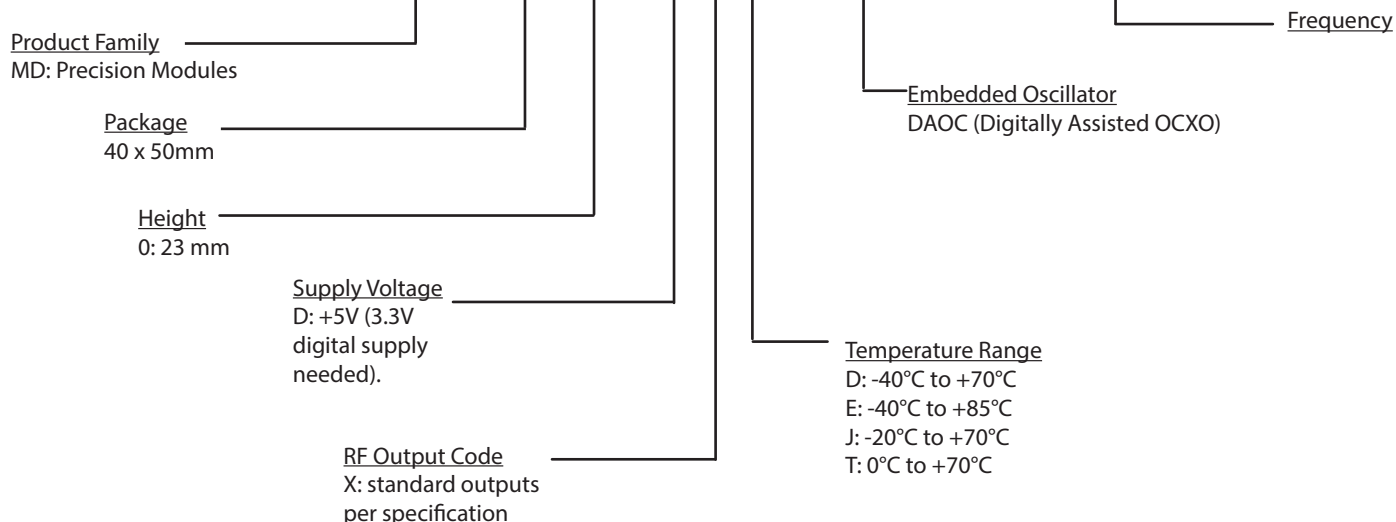 Frequency
Product Family
MD: Precision Modules
Embedded Oscillator
DAOC (Digitally Assisted OCXO)
Package
40 x 50mm
Height
0: 23 mm
Supply Voltage
D: +5V (3.3V
digital supply
needed).
Temperature Range
D: -40°C to +70°C
E: -40°C to +85°C
J: -20°C to +70°C
T: 0°C to +70°C
RF Output Code
X: standard outputs
per specification